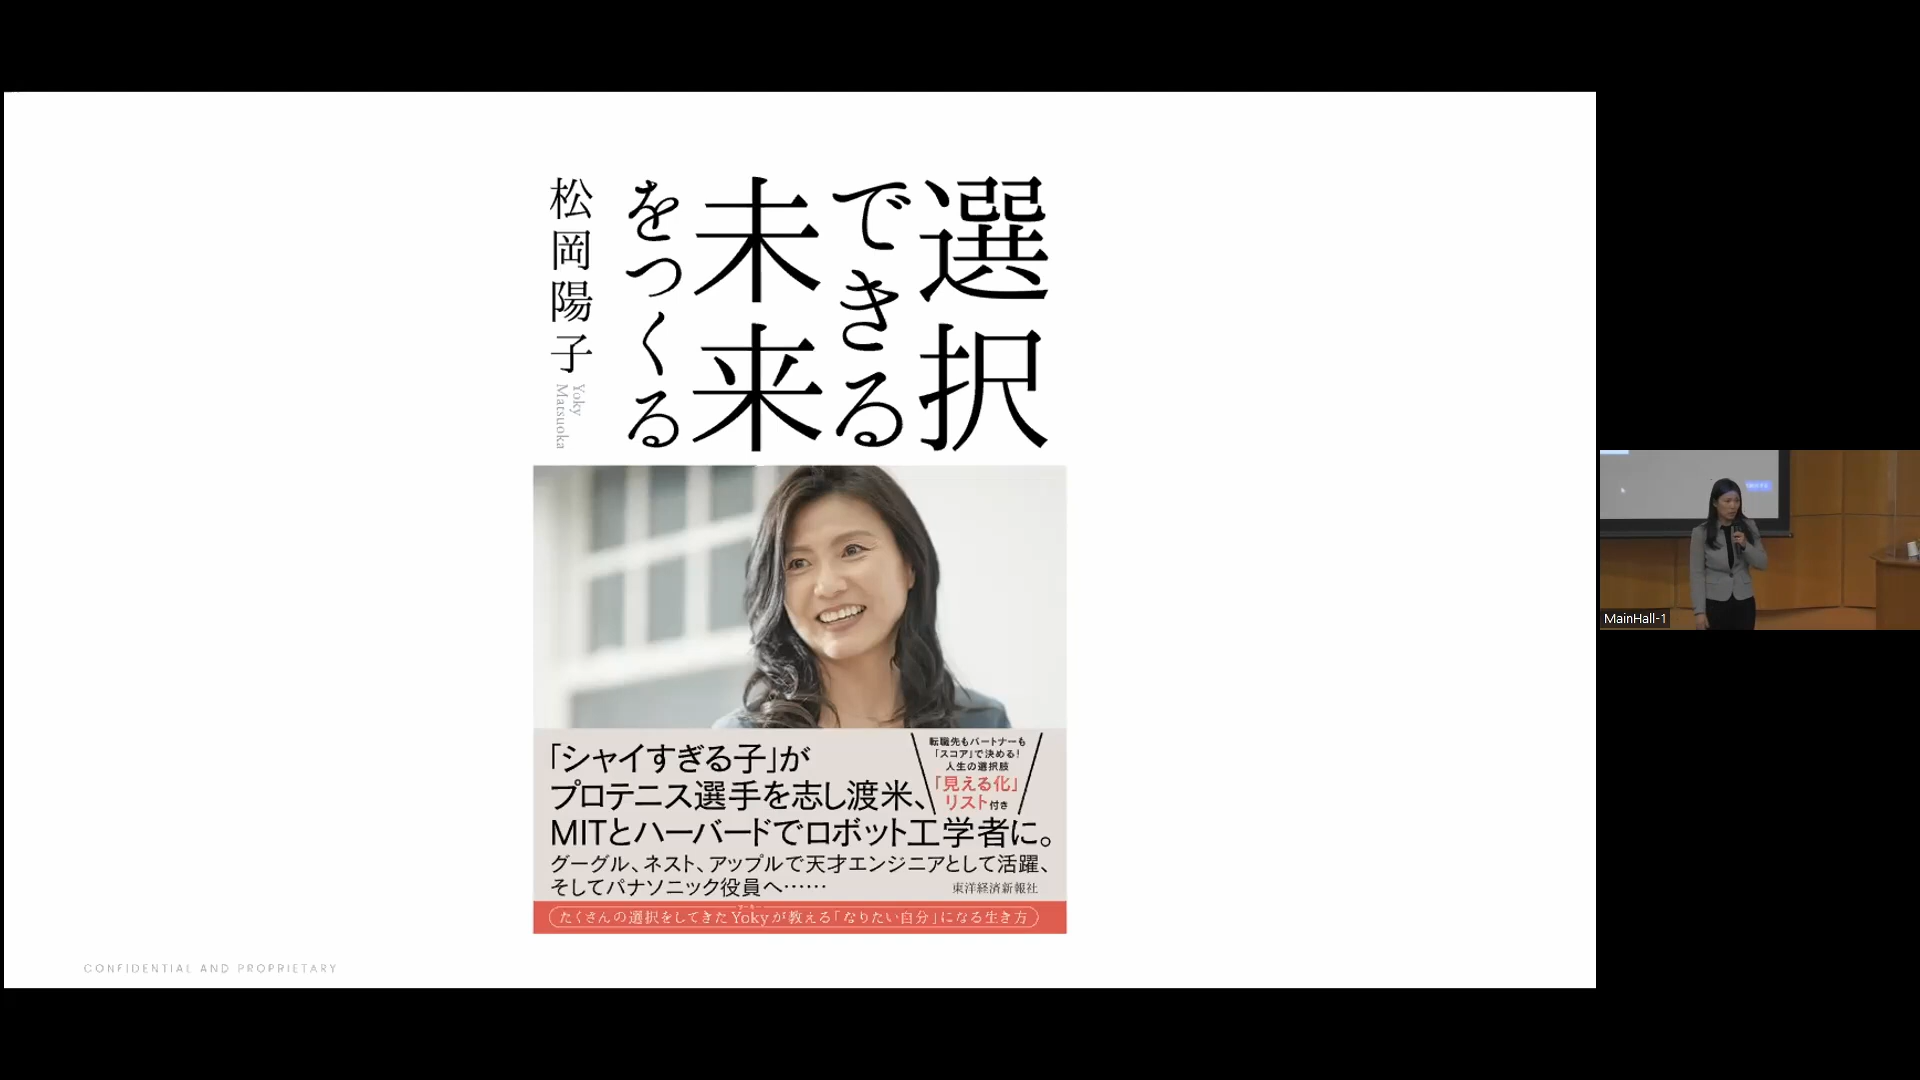 選択
できる
未来
をつくる
松岡陽子
Yoky
Matsuoka
「シャイすぎる子」が
プロテニス選手を志し渡米、
MITとハーバードでロボット工学者に。
グーグル、ネスト、アップルで天才エンジニアとして活躍、
そしてパナソニック役員へ……
転職先もパートナーも
「スコア」で決める!
人生の選択肢
「見える化」
リスト付き
東洋経済新報社
たくさんの選択をしてきたYokyが教える「なりたい自分」になる生き方
CONFIDENTIAL AND PROPRIETARY
MainHall-1